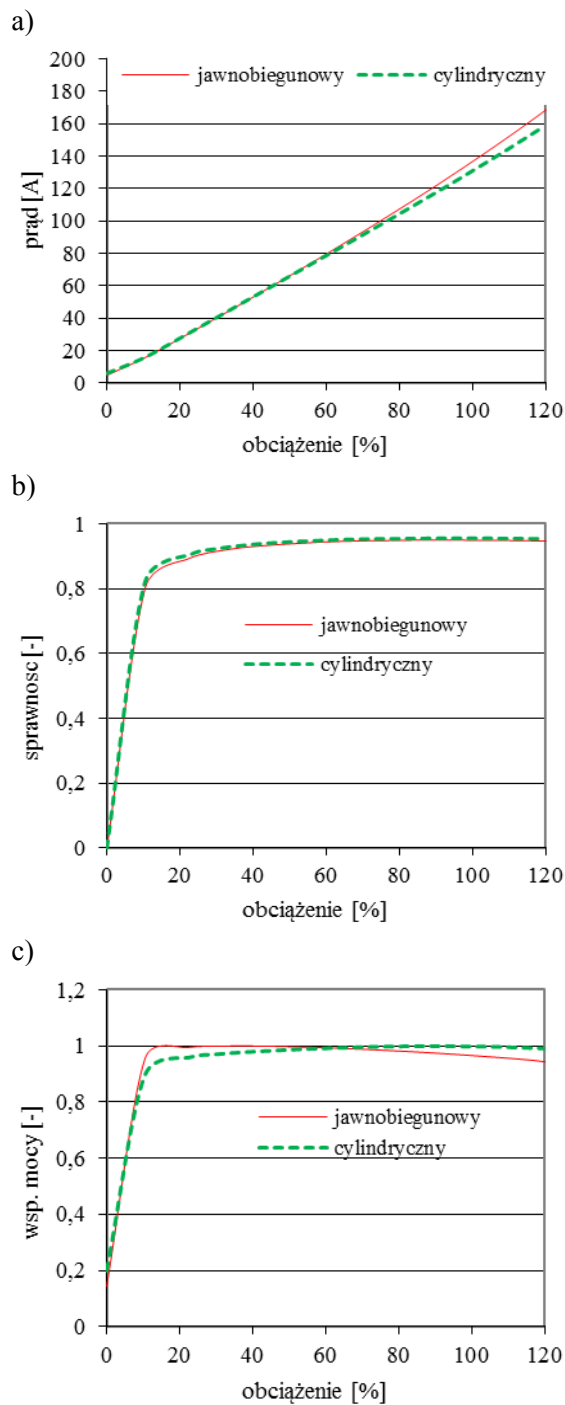 a)
200
jawnobiegunowy cylindryczny
180
160
140
120
100
80
60
40
20
0
prąd [A]
0 20 40 60 80 100 120
obciążenie [%]
b)
1
0,8
0,6
0,4
0,2
0
sprawnosc [-]
jawnobiegunowy
cylindryczny
0 20 40 60 80 100 120
obciążenie [%]
c)
1,2
1
0,8
0,6
0,4
0,2
0
wsp. mocy [-]
jawnobiegunowy
cylindryczny
0 20 40 60 80 100 120
obciążenie [%]